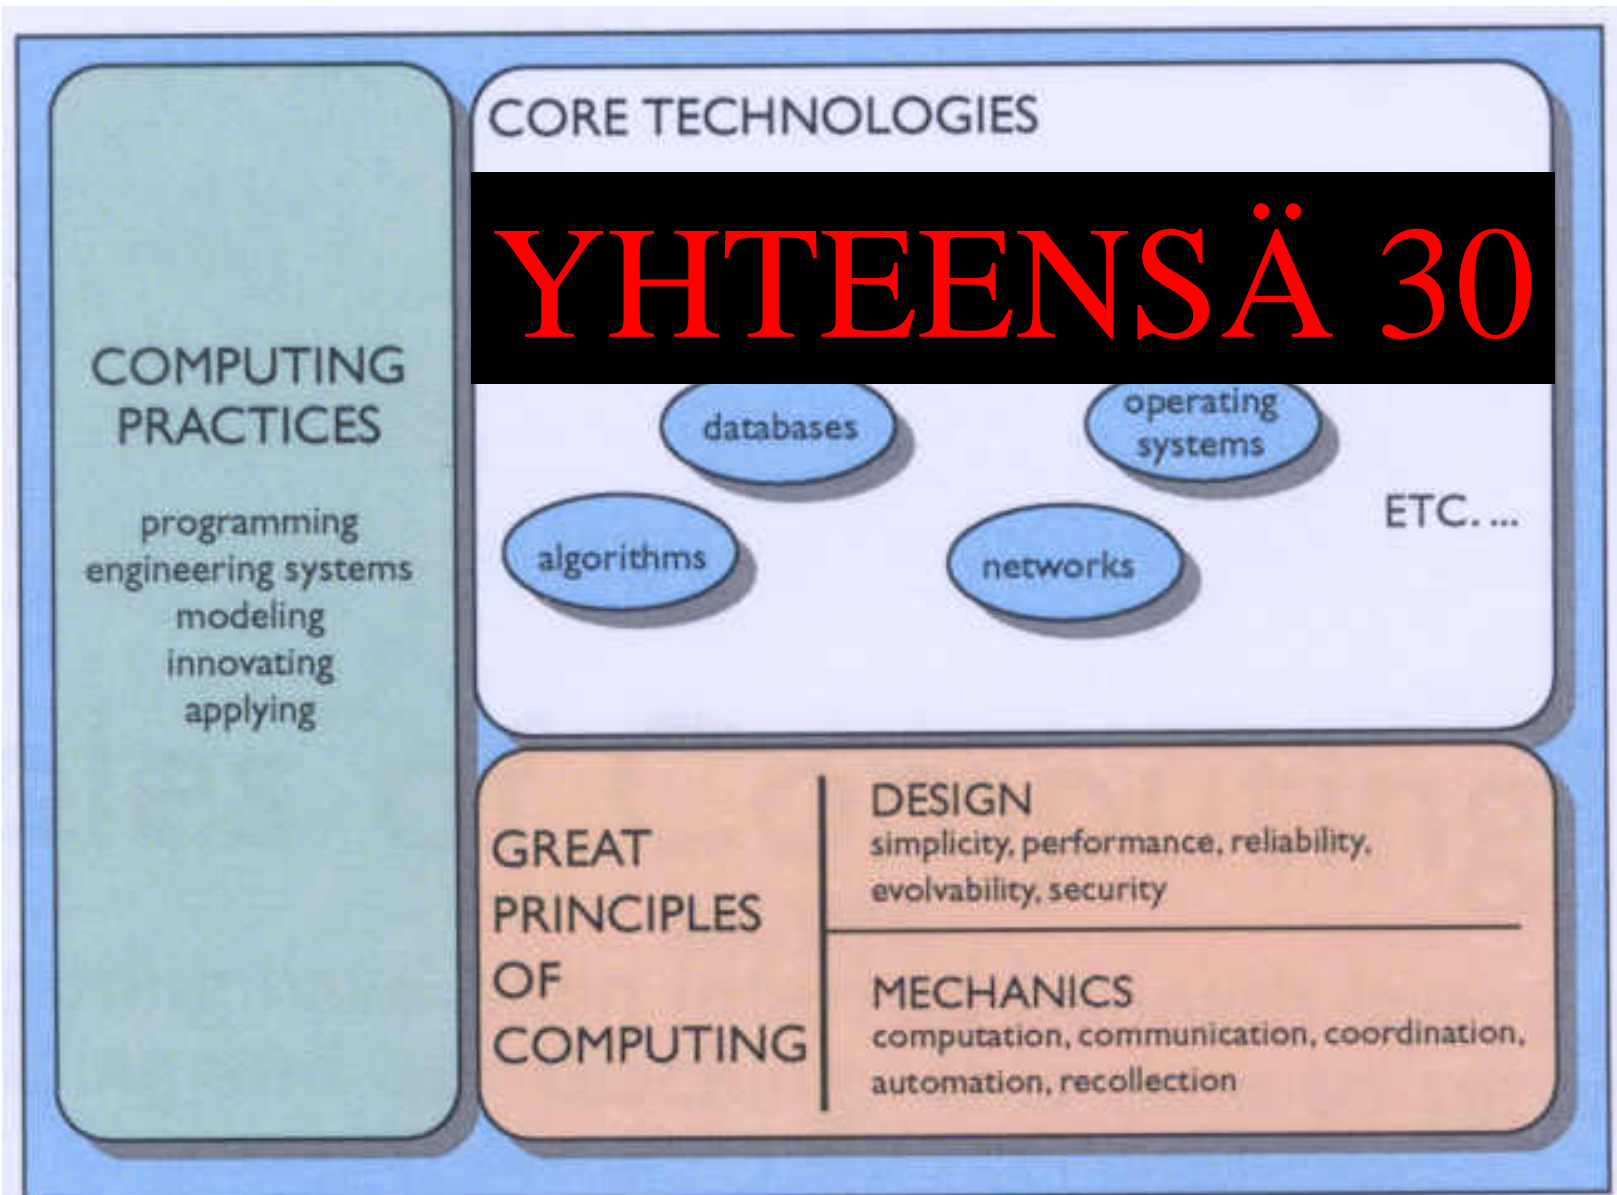 CORE TECHNOLOGIES
YHTEENSÄ 30
databases
operating
systems
algorithms
networks
ETC. ...
COMPUTING
PRACTICES
programming
engineering systems
modeling
innovating
applying
GREAT
PRINCIPLES
OF
COMPUTING
DESIGN
simplicity, performance, reliability,
evolvability, security
MECHANICS
computation, communication, coordination,
automation, recollection